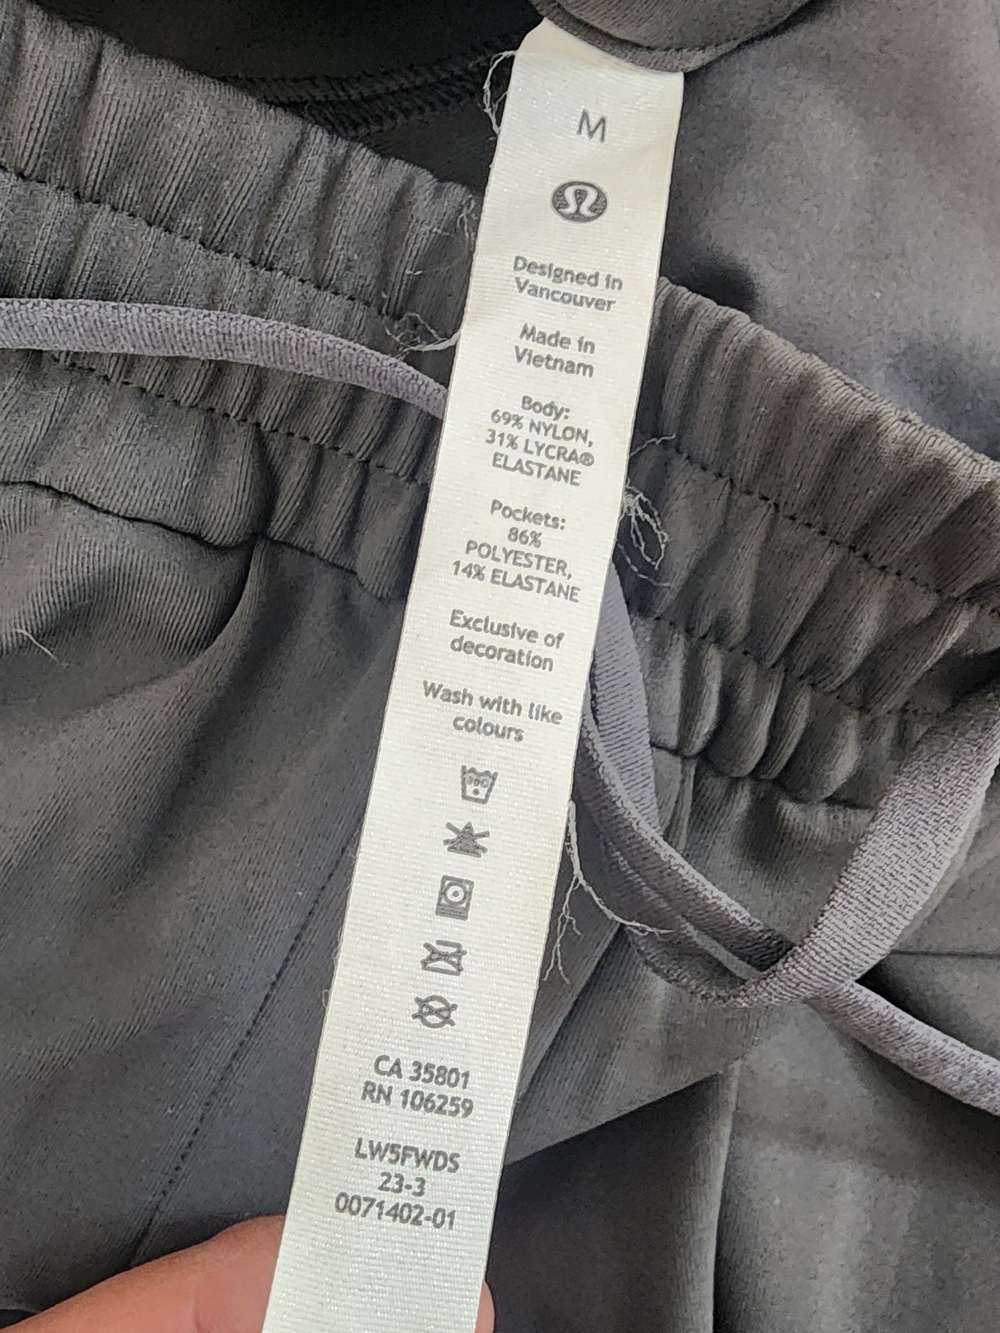 M
Designed in
Vancouver
Made in
Vietnam
Body:
69% NYLON,
31% LYCRA®
ELASTANE
Pockets:
86%
POLYESTER,
14% ELASTANE
Exclusive of
decoration
Wash with like
colours
30C
CA 35801
RN 106259
LW5FWDS
23-3
0071402-01